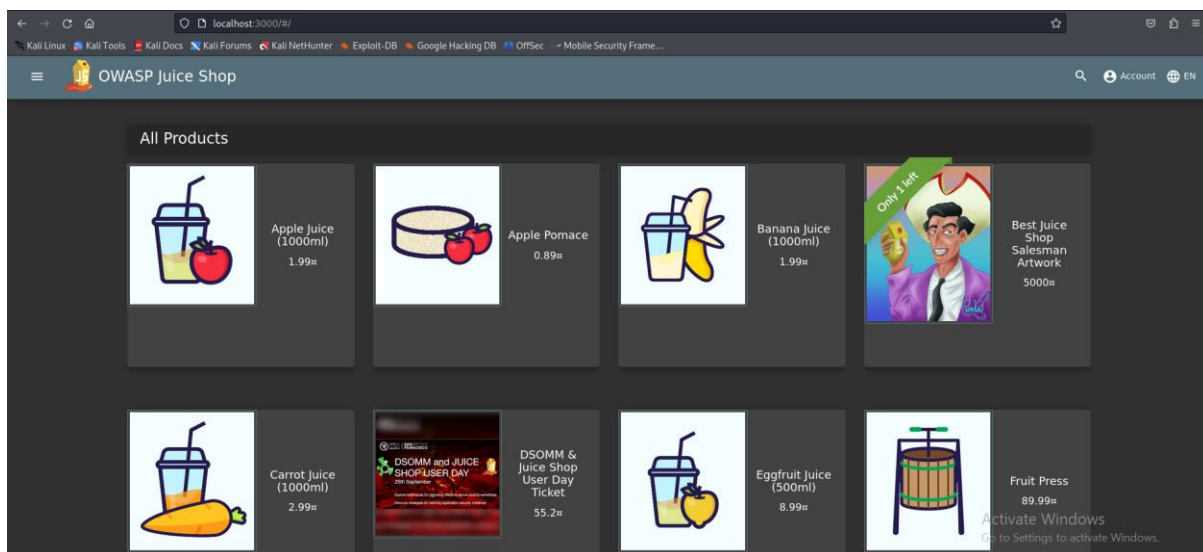 localhost:3000/#/
Kali Linux Kali Tools Kali Docs Kali Forums Kali NetHunter Exploit-DB Google Hacking DB OffSec Mobile Security Frame...
OWASP Juice Shop
Account EN
All Products
Apple Juice
(1000ml)
1.99¤
Apple Pomace
0.89¤
Banana Juice
(1000ml)
1.99¤
Only 1 left
Best Juice
Shop
Salesman
Artwork
5000¤
Carrot Juice
(1000ml)
2.99¤
DSOMM and JUICE
SHOP USER DAY
25th September
DSOMM &
Juice Shop
User Day
Ticket
55.2¤
Eggfruit Juice
(500ml)
8.99¤
Fruit Press
89.99¤
Activate Windows
Go to Settings to activate Windows.